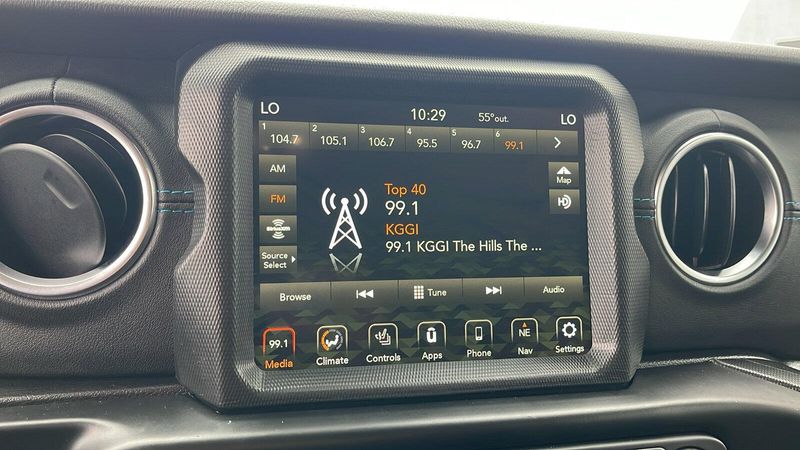 LO 10:29 55°out. LO
1 104.7 2 105.1 3 106.7 4 95.5 5 96.7 6 99.1
AM
FM
SiriusXM
Source
Select
Map
HD
Top 40
99.1
KGGI
99.1 KGGI The Hills The ...
Browse Tune Audio
99.1 NE
Media Climate Controls Apps Phone Nav Settings